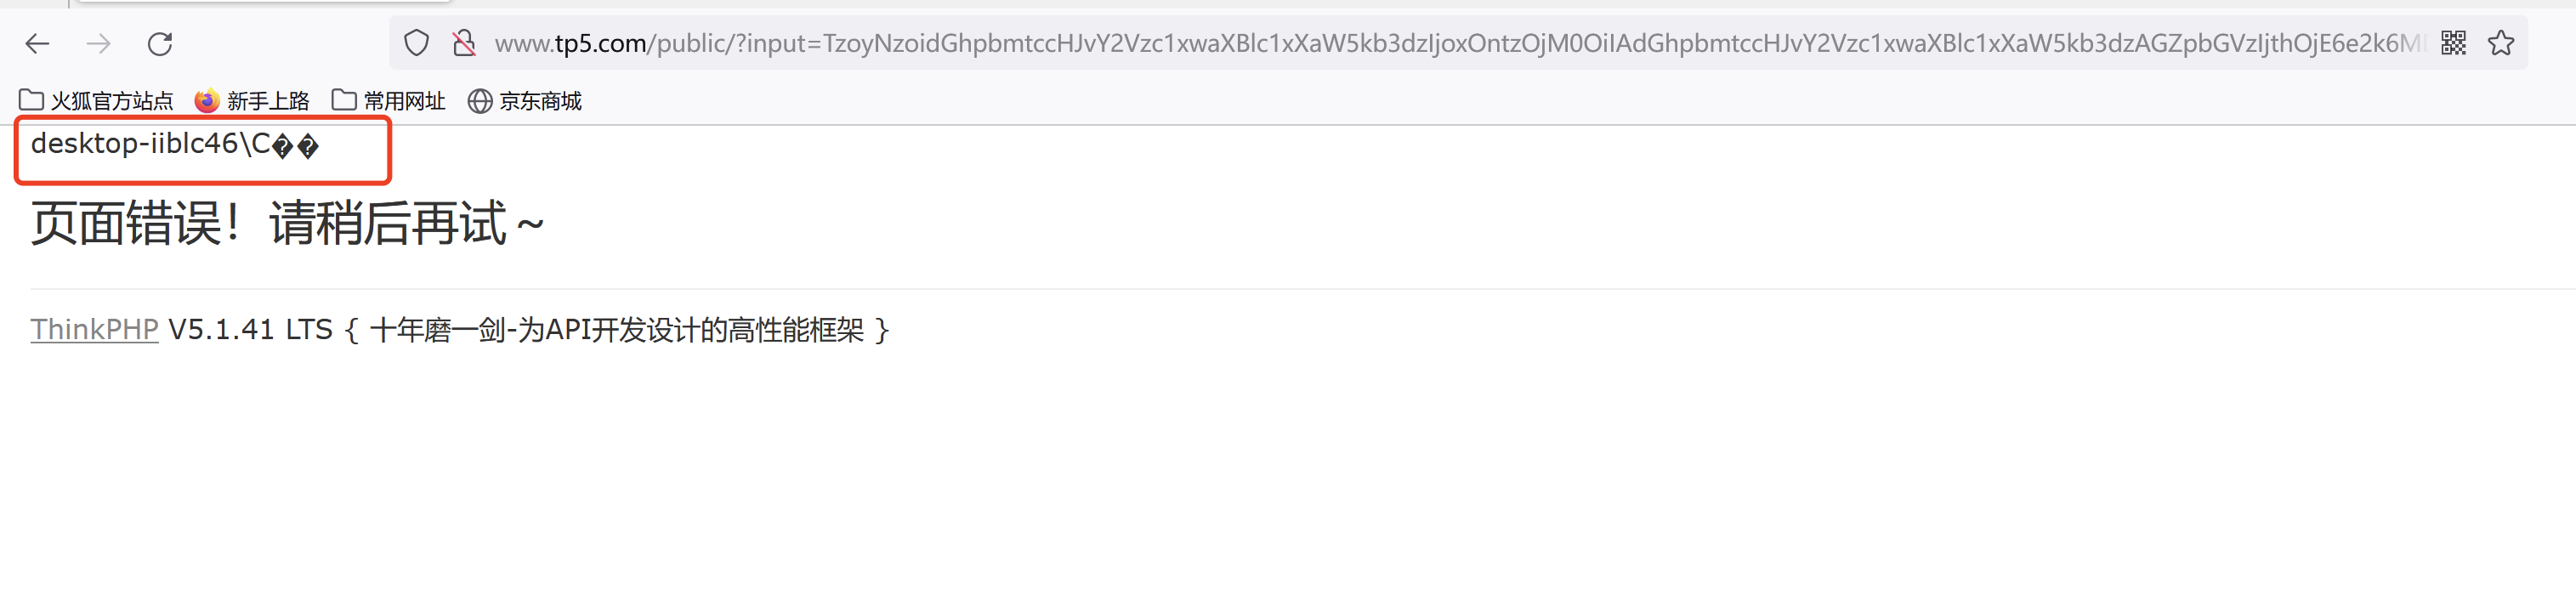 www.tp5.com/public/?input=TzoyNzoidGhpbmtccHJvY2Vzc1xwaXBlc1xXaW5kb3dzIjoxOntzOjM0OiIAdGhpbmtccHJvY2Vzc1xwaXBlc1xXaW5kb3dzAGZpbGVzIjthOjE6e2k6M
火狐官方站点 新手上路 常用网址 京东商城
desktop-iiblc46\C��
页面错误！请稍后再试～
ThinkPHP V5.1.41 LTS { 十年磨一剑-为API开发设计的高性能框架 }